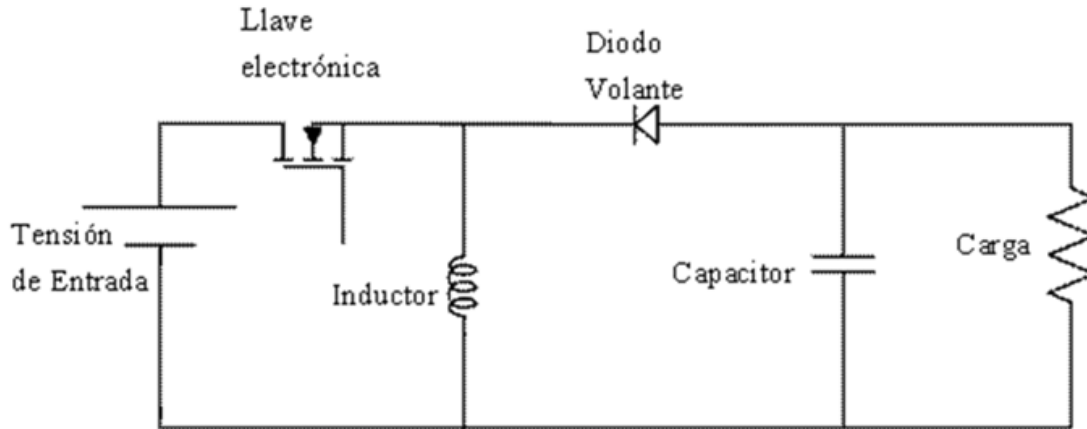 Llave
electrónica
Diodo
Volante
Tensión
de Entrada
Inductor
Capacitor
Carga